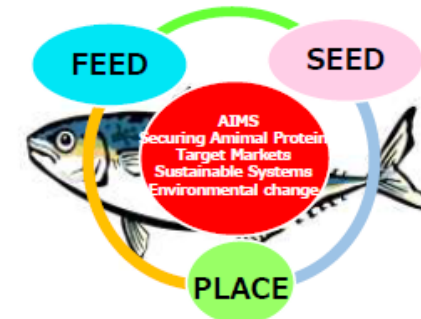 FEED
SEED
AIMS
Securing Amimal Protein
Target Markets
Sustainable Systems
Environmental change
PLACE